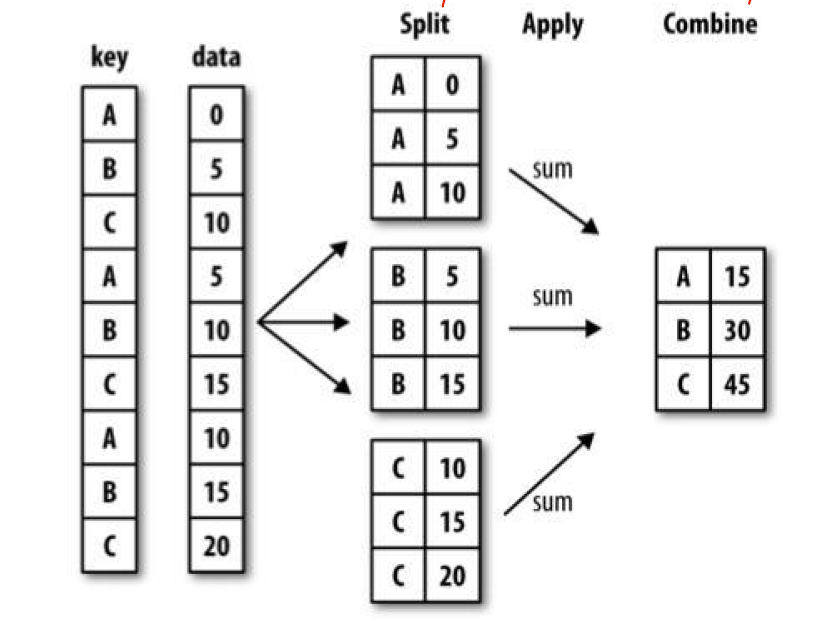 Split Apply Combine
key data
A 0
B 5
C 10
A 5
B 10
C 15
A 10
B 15
C 20
A 0
A 5
A 10
B 5
B 10
B 15
C 10
C 15
C 20
sum
sum
sum
A 15
B 30
C 45